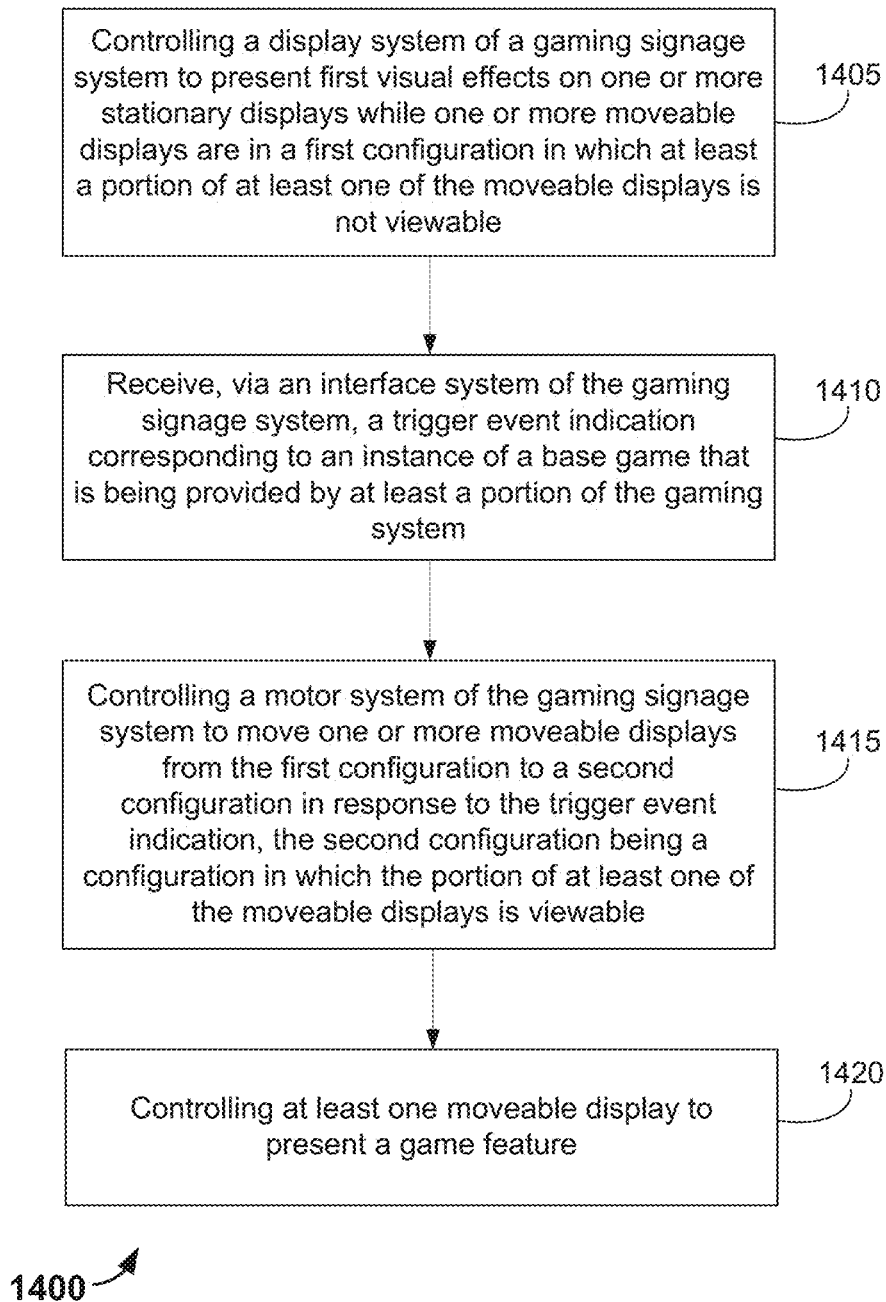 Controlling a display system of a gaming signage
system to present first visual effects on one or more
stationary displays while one or more moveable
displays are in a first configuration in which at least
a portion of at least one of the moveable displays is
not viewable
1405
Receive, via an interface system of the gaming
signage system, a trigger event indication
corresponding to an instance of a base game that
is being provided by at least a portion of the gaming
system
1410
Controlling a motor system of the gaming signage
system to move one or more moveable displays
from the first configuration to a second
configuration in response to the trigger event
indication, the second configuration being a
configuration in which the portion of at least one of
the moveable displays is viewable
1415
Controlling at least one moveable display to
present a game feature
1420
1400